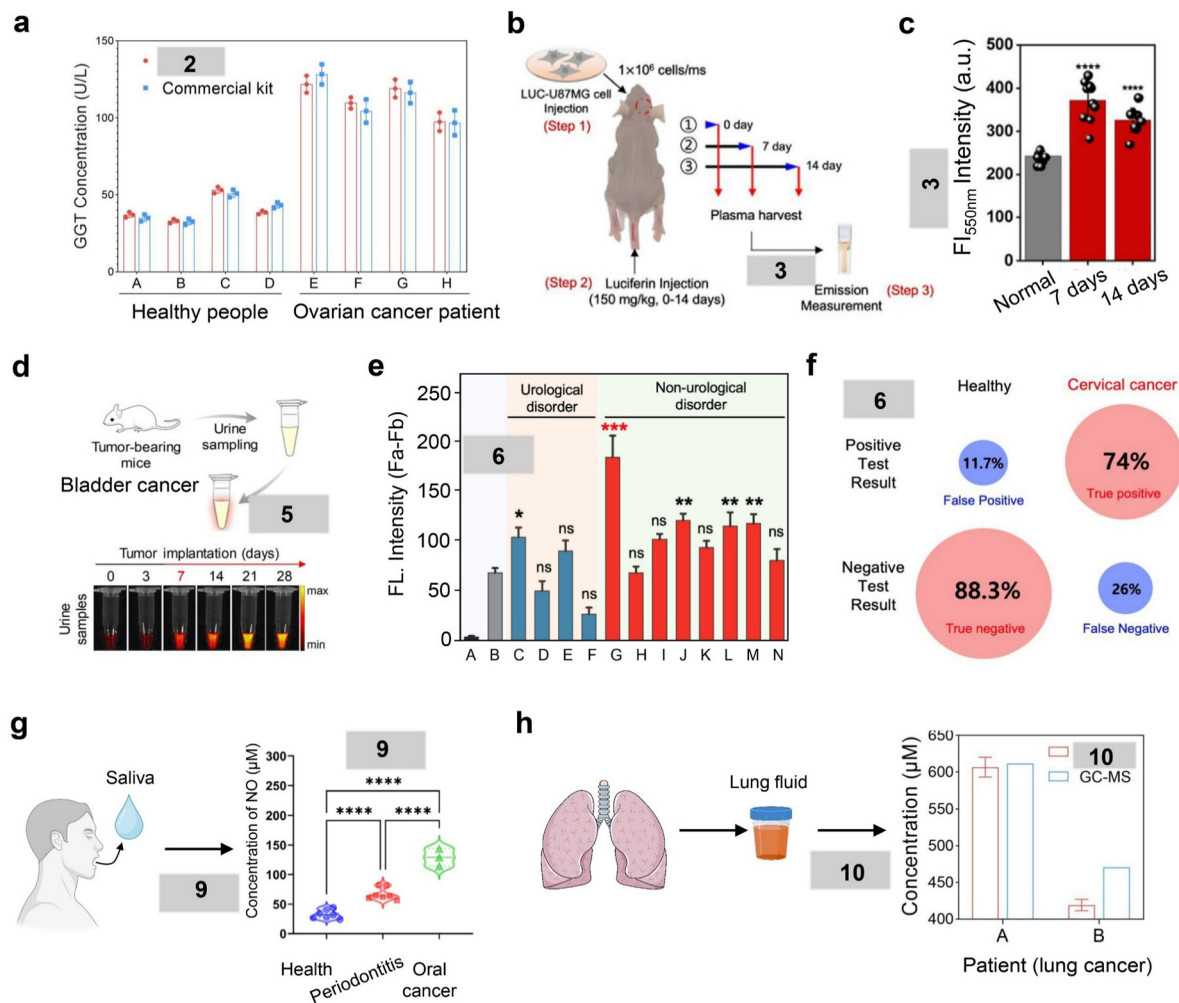 a
GGT Concentration (U/L)
150
100
50
0
2
Commercial kit
A B C D E F G H
Healthy people Ovarian cancer patient
b
1×10⁶ cells/ms
LUC-U87MG cell
Injection
(Step 1)
① 0 day
② 7 day
③ 14 day
Plasma harvest
3
(Step 2) Luciferin Injection
(150 mg/kg, 0-14 days)
Emission
Measurement
(Step 3)
c
3
FI550nm Intensity (a.u.)
500
400
300
200
100
0
****
****
Normal
7 days
14 days
d
Tumor-bearing
mice
Urine
sampling
Bladder cancer
5
Tumor implantation (days)
0 3 7 14 21 28
Urine
samples
max
min
e
FL. Intensity (Fa-Fb)
250
200
150
100
50
0
Urological
disorder
Non-urological
disorder
6
* ns ns ns *** ns ns ** ns ** ** ns
A B C D E F G H I J K L M N
f
6
Healthy Cervical cancer
Positive
Test
Result
11.7%
False Positive
74%
True positive
Negative
Test
Result
88.3%
True negative
26%
False Negative
g
Saliva
9
9
Concentration of NO (μM)
300
250
200
150
100
50
0
****
**** ****
Health
Periodontitis
Oral
cancer
h
Lung fluid
10
Concentration (μM)
650
600
550
500
450
400
10
GC-MS
A B
Patient (lung cancer)